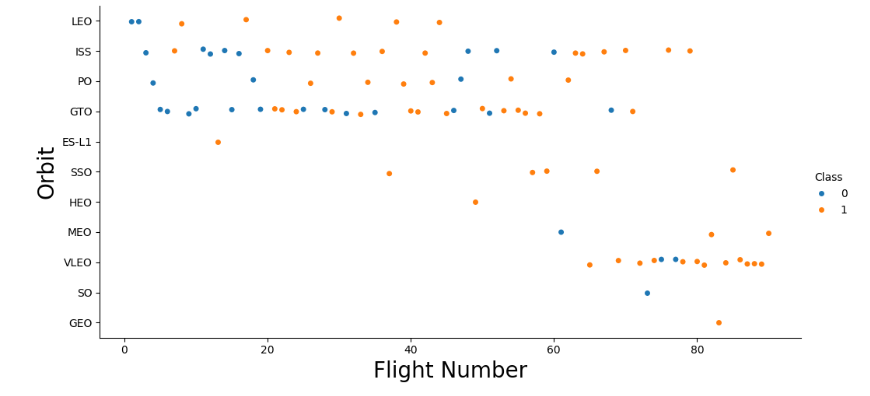 LEO
ISS
PO
GTO
ES-L1
SSO
HEO
MEO
VLEO
SO
GEO
Orbit
0 20 40 60 80
Flight Number
Class
0
1